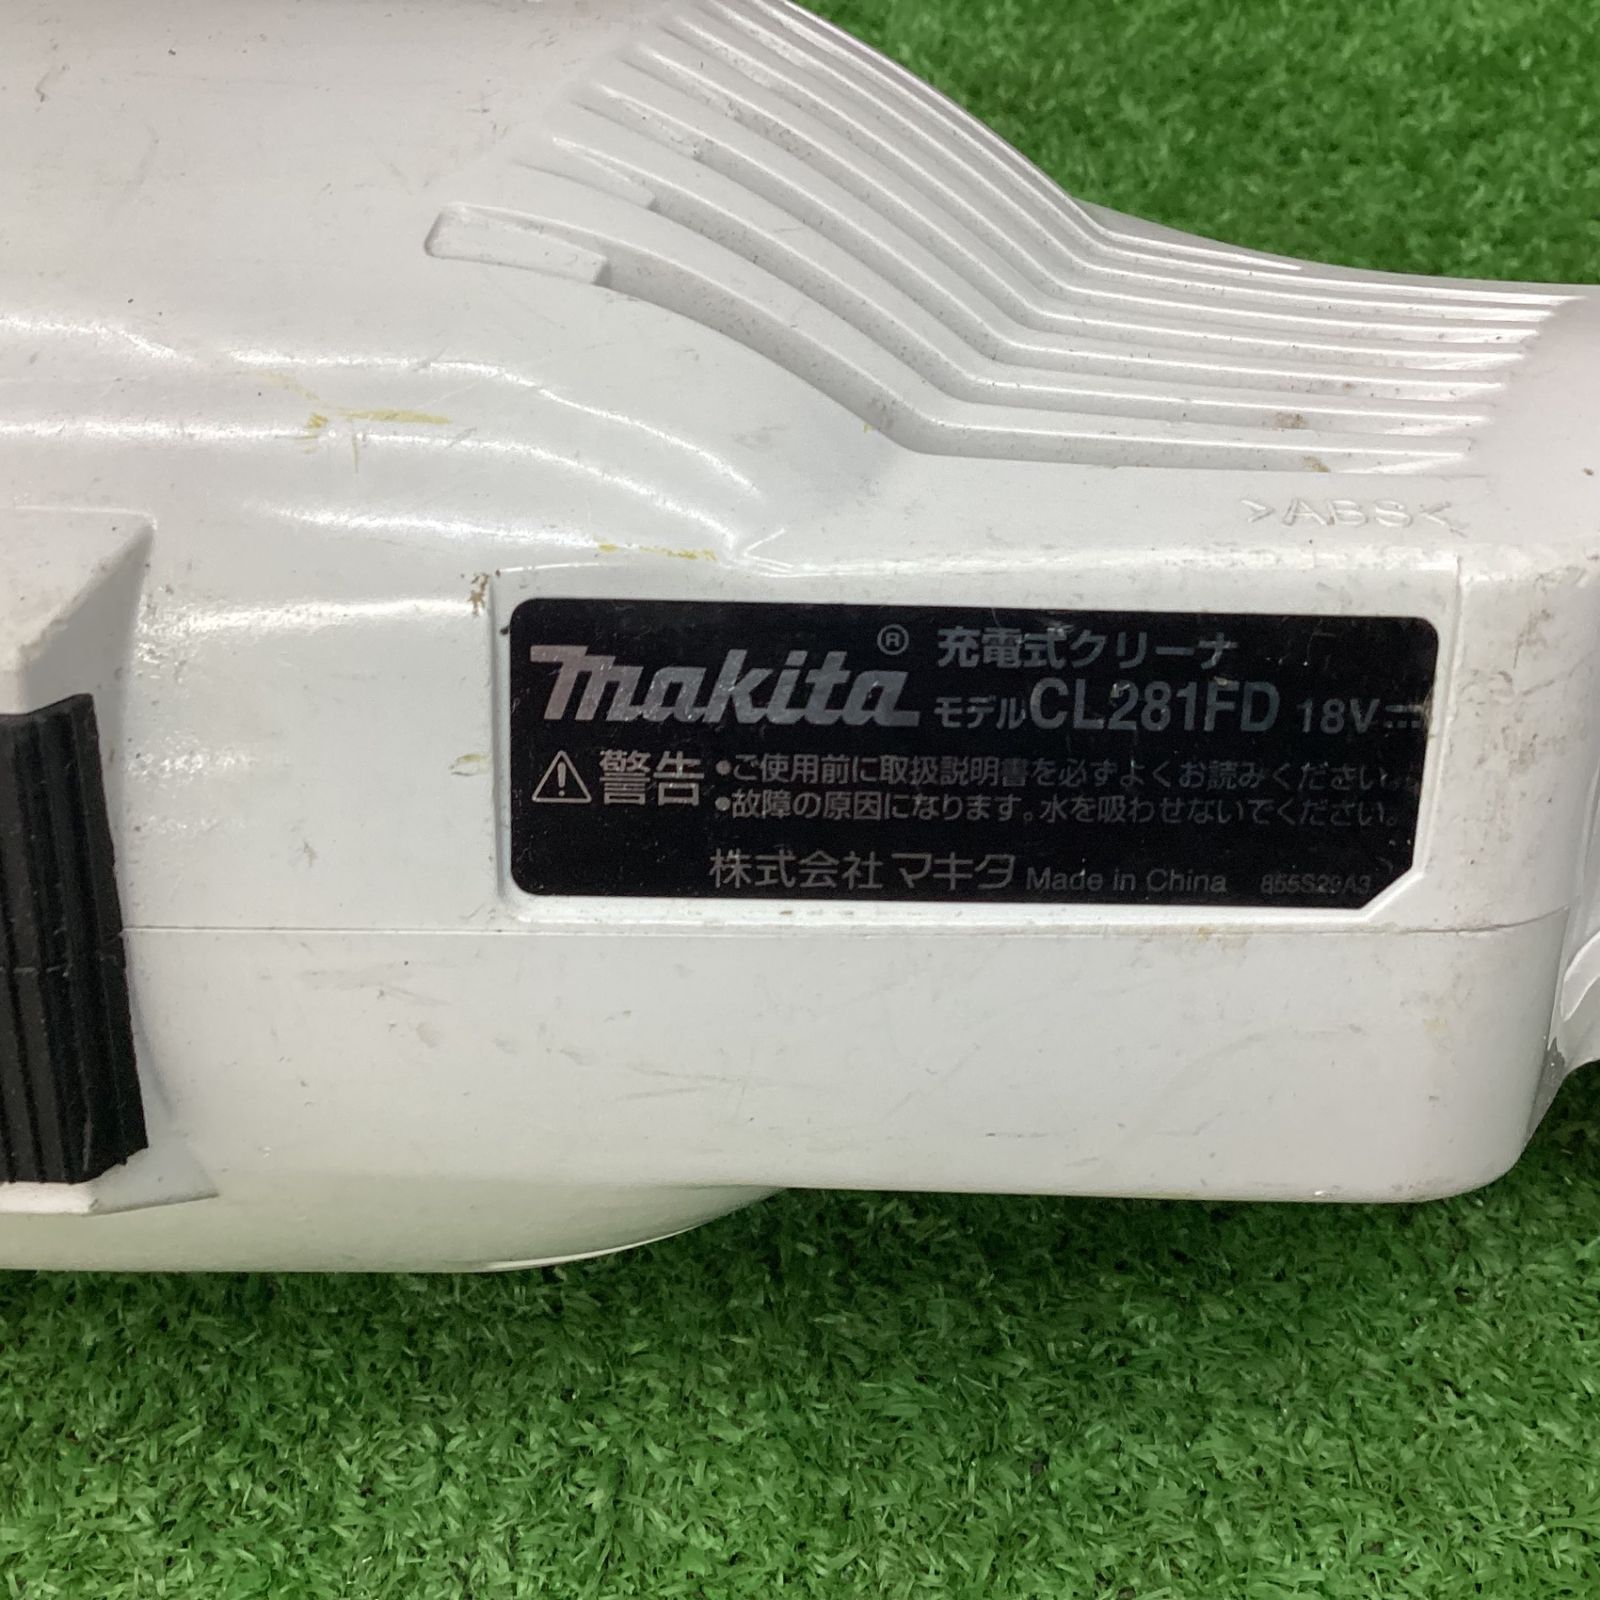 >ABS<
makita® 充電式クリーナ
モデルCL281FD 18V⎓
⚠警告 •ご使用前に取扱説明書を必ずよくお読みください。
•故障の原因になります。水を吸わせないでください。
株式会社マキタ Made in China 855S29A3